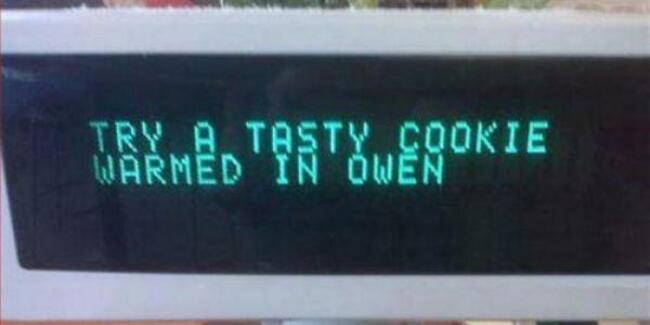 TRY A TASTY COOKIE
WARMED IN OWEN